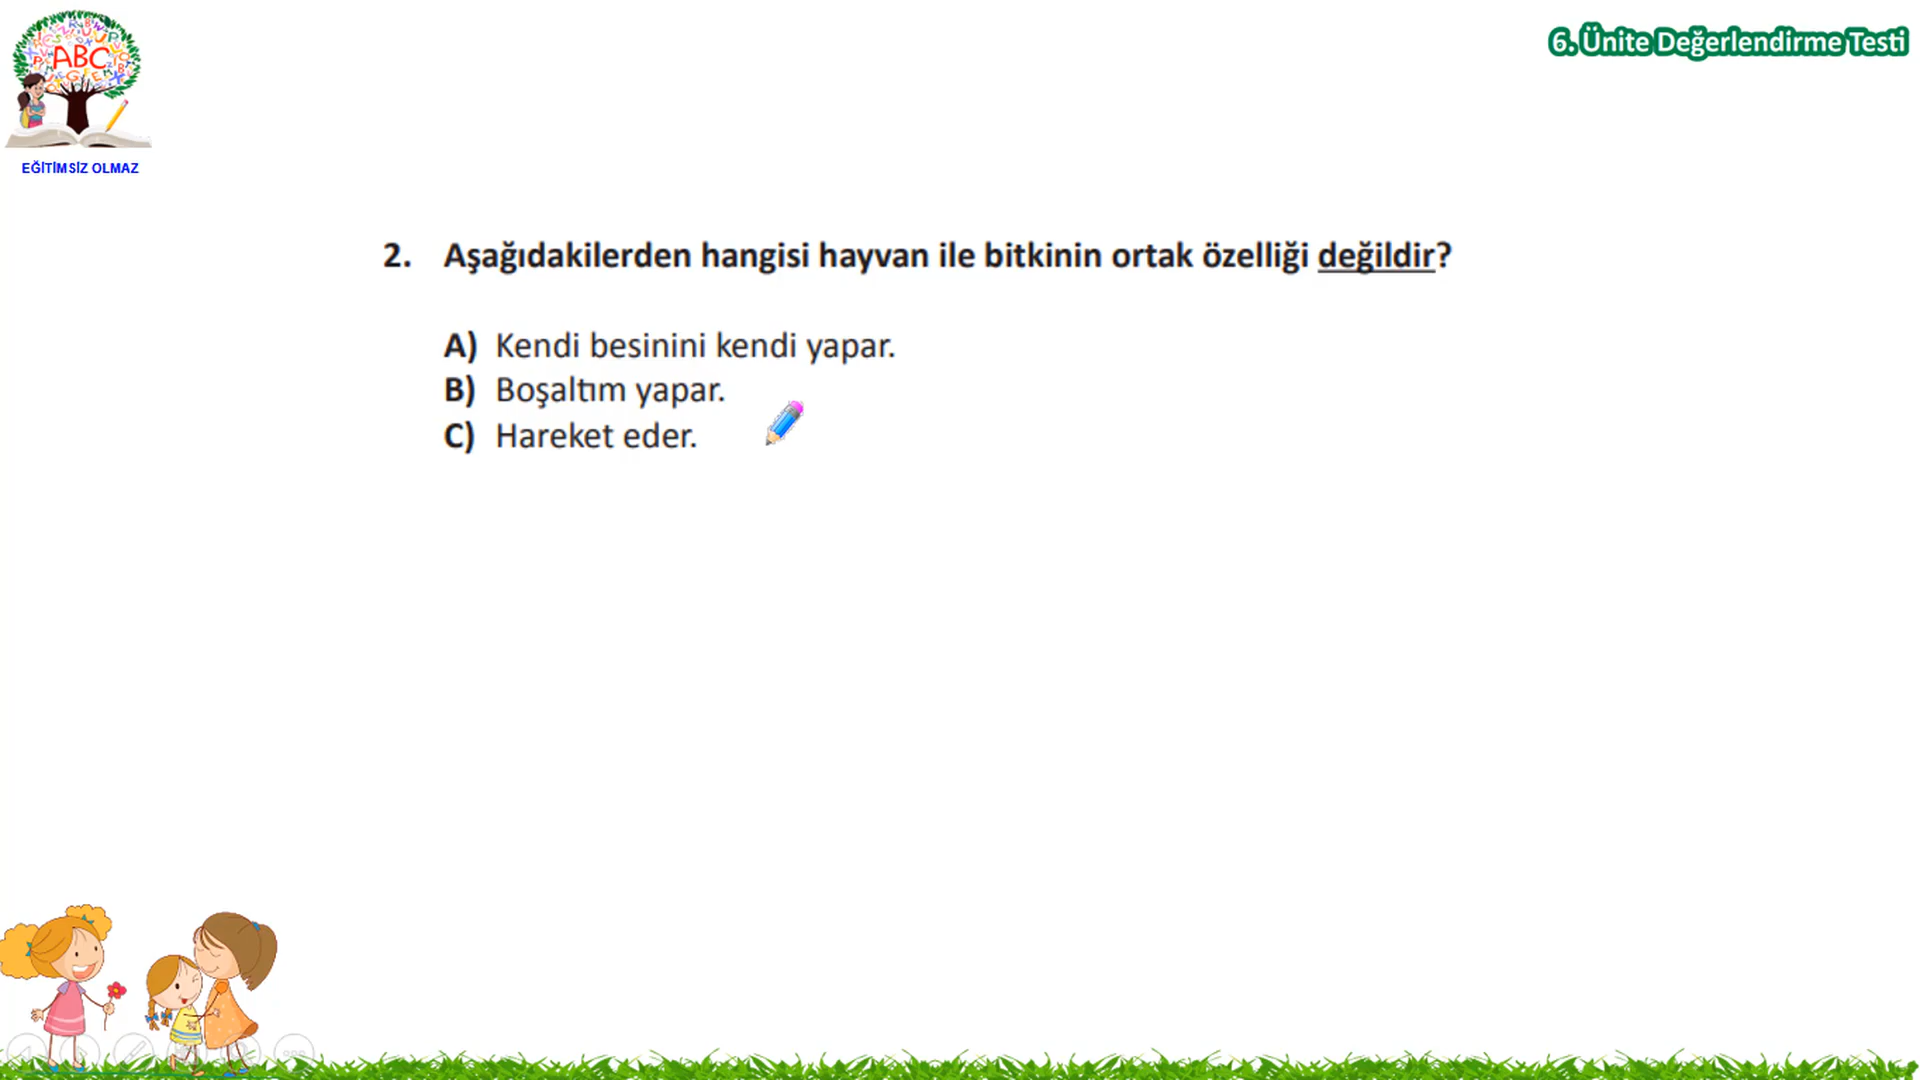 6. Ünite Değerlendirme Testi
ABC
EĞİTİMSİZ OLMAZ
2. Aşağıdakilerden hangisi hayvan ile bitkinin ortak özelliği değildir?
A) Kendi besinini kendi yapar.
B) Boşaltım yapar.
C) Hareket eder.